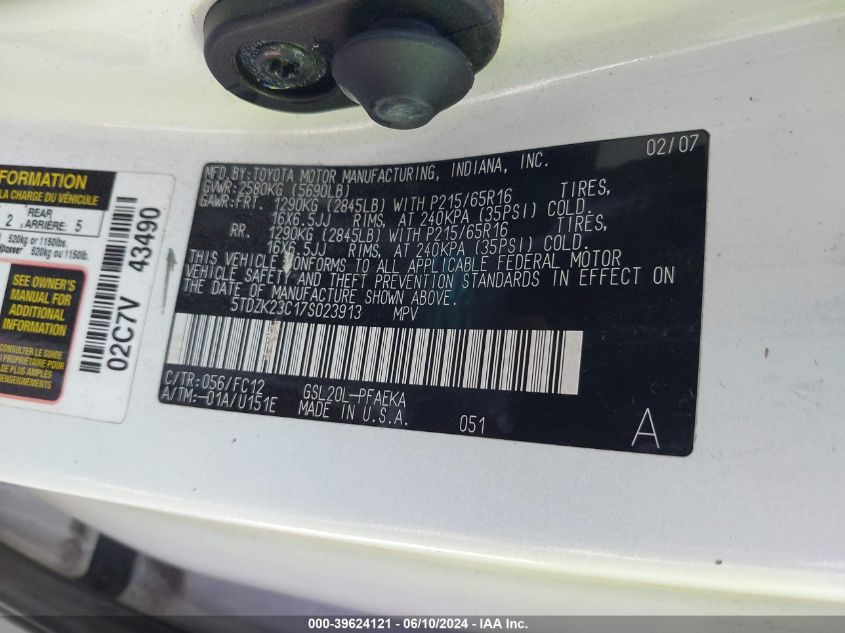 02/07
MFD.BY: TOYOTA MOTOR MANUFACTURING, INDIANA, INC.
GVWR: 2580KG (5690LB)
GAWR: FRT. 1290KG (2845LB) WITH P215/65R16 TIRES,
16X6.5JJ RIMS, AT 240KPA (35PSI) COLD.
RR. 1290KG (2845LB) WITH P215/65R16 TIRES,
16X6.5JJ RIMS, AT 240KPA (35PSI) COLD.
THIS VEHICLE CONFORMS TO ALL APPLICABLE FEDERAL MOTOR
VEHICLE SAFETY AND THEFT PREVENTION STANDARDS IN EFFECT ON
THE DATE OF MANUFACTURE SHOWN ABOVE.
5TDZK23C17S023913 MPV
C/TR: 056/FC12 GSL20L-PFAEKA
A/TM: -01A/U151E MADE IN U.S.A. 051
A
FORMATION
LA CHARGE DU VÉHICULE
2 REAR ARRIÈRE: 5
520kg or 1150lbs.
520kg ou 1150lb.
SEE OWNER'S
MANUAL FOR
ADDITIONAL
INFORMATION
LE MANUEL
DU PROPRIÉTAIRE
POUR PLUS DE
RENSEIGNEMENTS
02C7V 43490
000-39624121 - 06/10/2024 - IAA Inc.